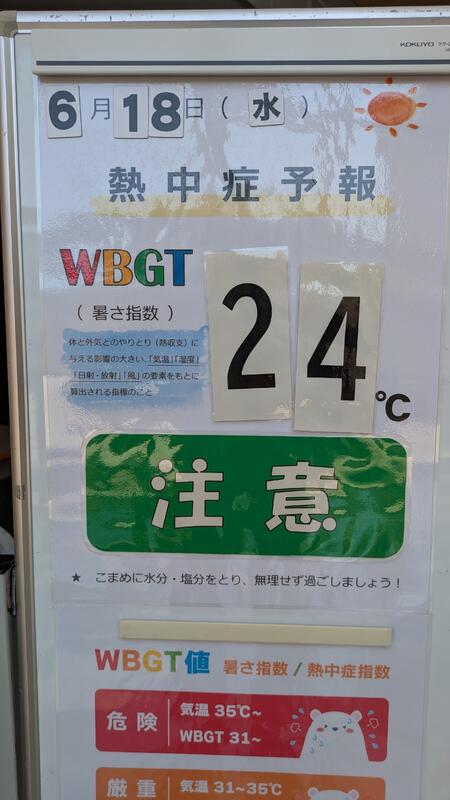 KOKUYO
6月18日(水)
熱中症予報
WBGT
(暑さ指数)
24℃
体と外気とのやりとり(熱収支)に
与える影響の大きい、「気温」「湿度」
「日射・放射」「風」の要素をもとに
算出される指標のこと
注意
★ こまめに水分・塩分をとり、無理せず過ごしましょう!
WBGT値 暑さ指数 / 熱中症指数
危険
気温 35℃~
WBGT 31~
厳重
気温 31~35℃